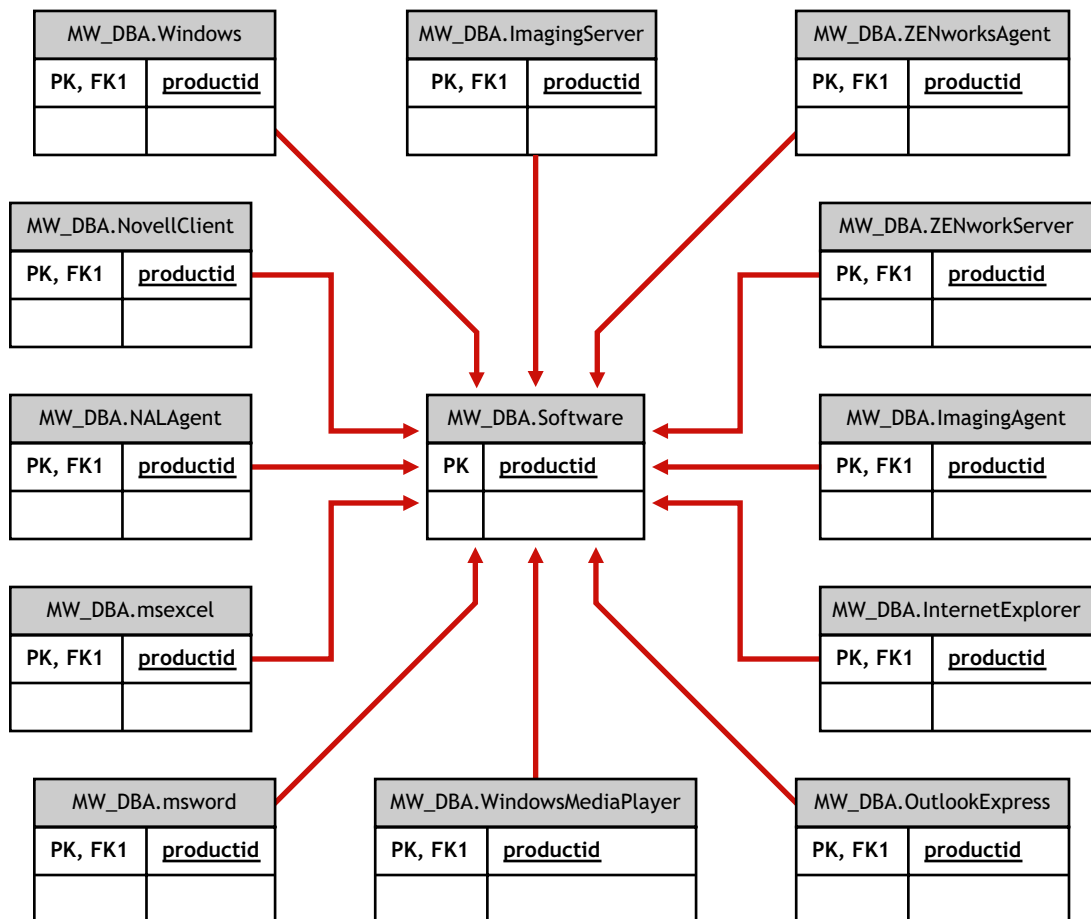 MW_DBA.Windows
PK, FK1 productid
MW_DBA.ImagingServer
PK, FK1 productid
MW_DBA.ZENworksAgent
PK, FK1 productid
MW_DBA.NovellClient
PK, FK1 productid
MW_DBA.ZENworkServer
PK, FK1 productid
MW_DBA.NALAgent
PK, FK1 productid
MW_DBA.Software
PK productid
MW_DBA.ImagingAgent
PK, FK1 productid
MW_DBA.msexcel
PK, FK1 productid
MW_DBA.InternetExplorer
PK, FK1 productid
MW_DBA.msword
PK, FK1 productid
MW_DBA.WindowsMediaPlayer
PK, FK1 productid
MW_DBA.OutlookExpress
PK, FK1 productid